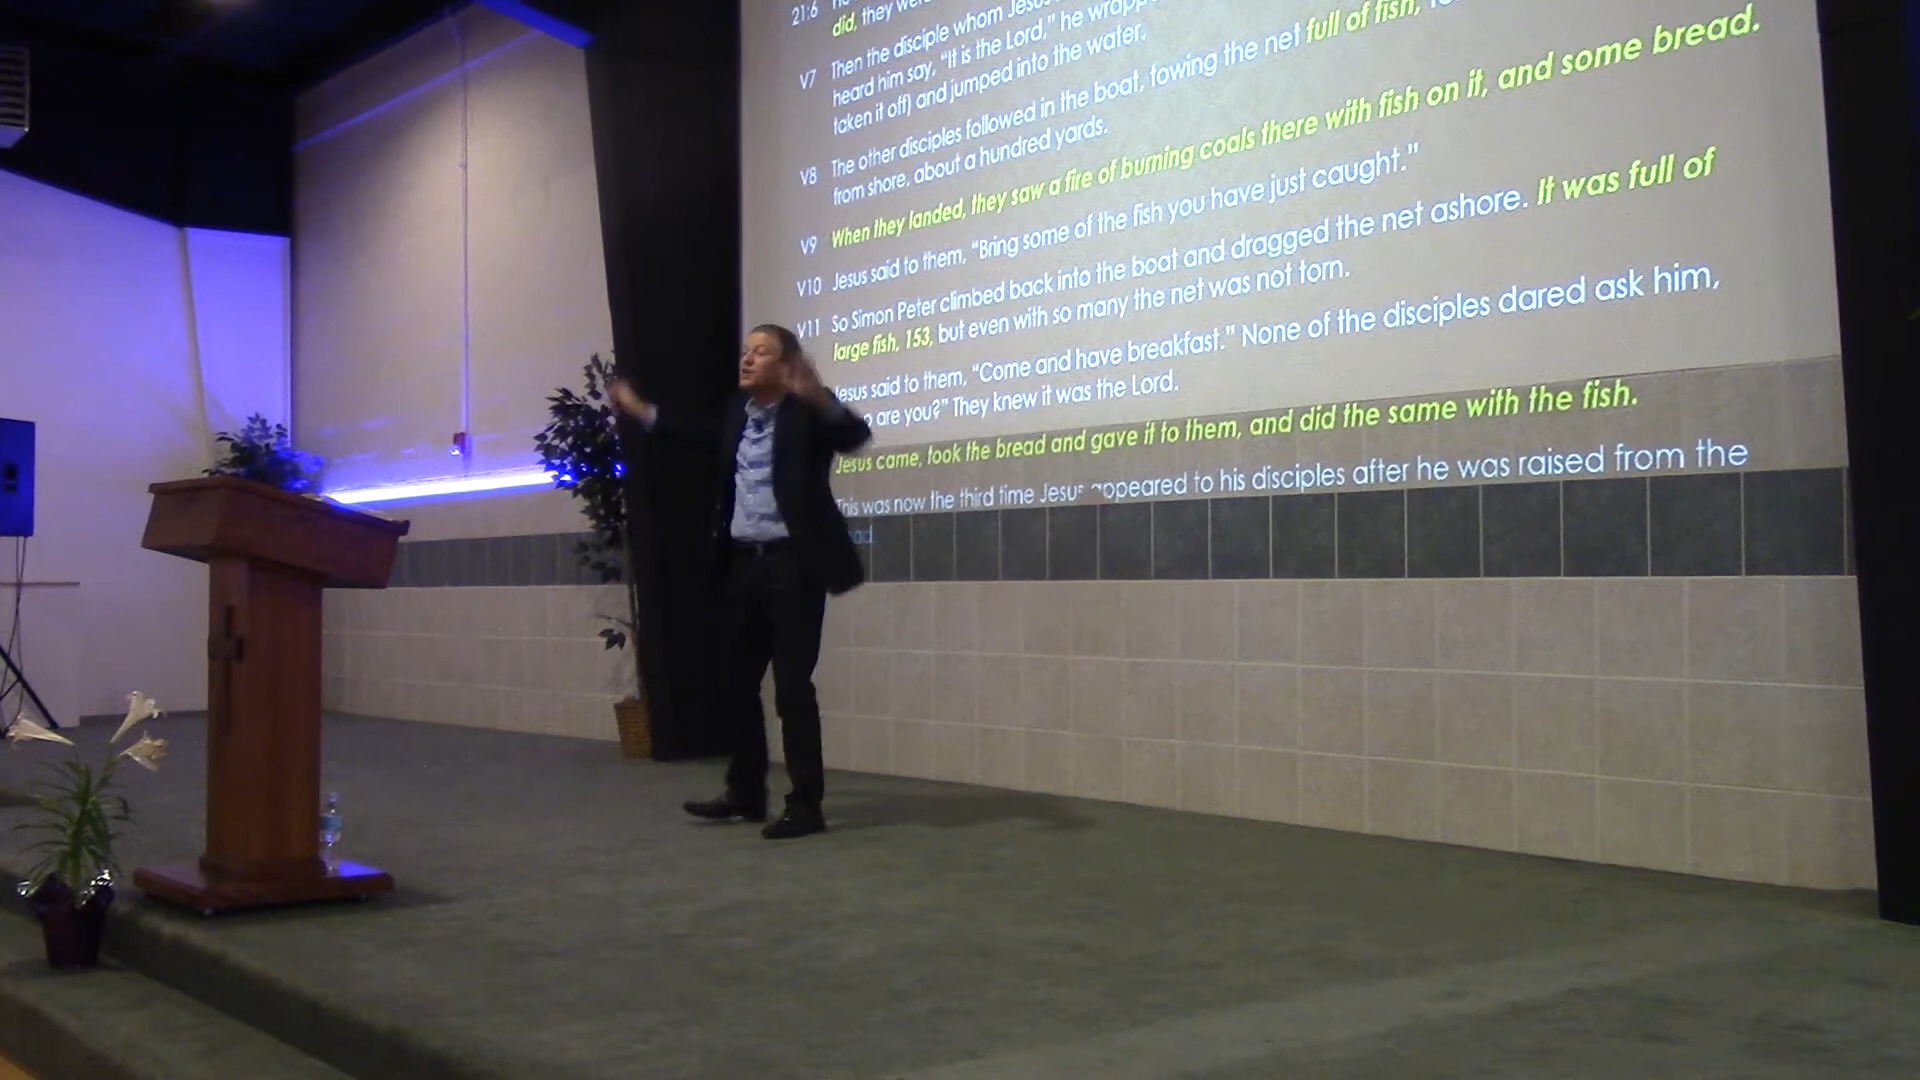 21:6
did, they were
V7 Then the disciple whom Jesus
heard him say, "It is the Lord," he wrapped
taken it off) and jumped into the water.
V8 The other disciples followed in the boat, towing the net full of fish,
from shore, about a hundred yards.
V9 When they landed, they saw a fire of burning coals there with fish on it, and some bread.
V10 Jesus said to them, "Bring some of the fish you have just caught."
V11 So Simon Peter climbed back into the boat and dragged the net ashore. It was full of
large fish, 153, but even with so many the net was not torn.
Jesus said to them, "Come and have breakfast." None of the disciples dared ask him,
are you?" They knew it was the Lord.
Jesus came, took the bread and gave it to them, and did the same with the fish.
This was now the third time Jesus appeared to his disciples after he was raised from the